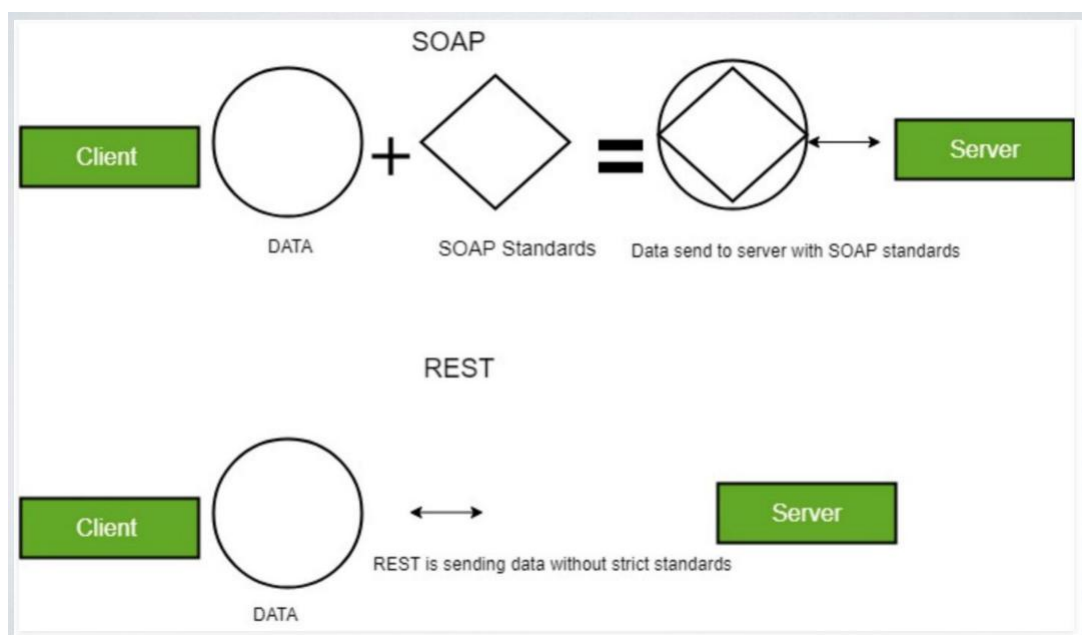 SOAP
Client
Server
DATA
SOAP Standards
Data send to server with SOAP standards
REST
Client
Server
REST is sending data without strict standards
DATA